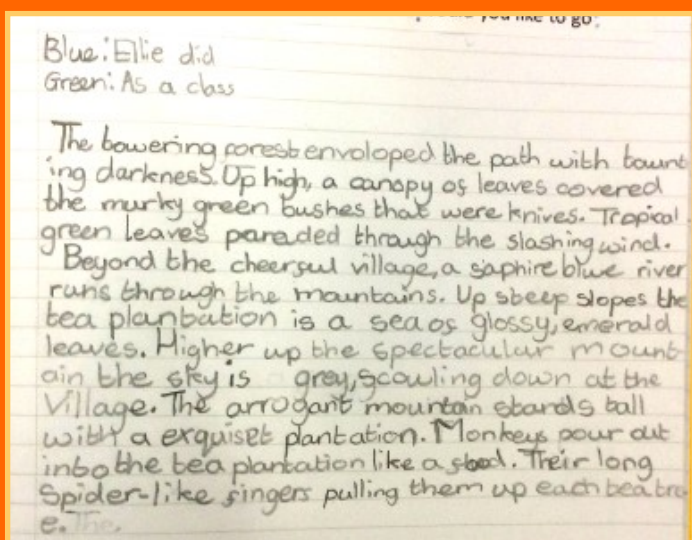 you like to go?
Blue: Ellie did
Green: As a class
The towering forest envoloped the path with taunt
ing darkness. Up high, a canopy of leaves covered
the murky green bushes that were knives. Tropical
green leaves paraded through the slashing wind.
Beyond the cheerful village, a saphire blue river
runs through the mountains. Up steep slopes the
tea plantation is a sea of glossy, emerald
leaves. Higher up the spectacular mount
ain the sky is grey, scowling down at the
Village. The arrogant mountain stands tall
with a exquiset plantation. Monkeys pour out
into the tea plantation like a . Their long
Spider-like fingers pulling them up each tea tre
e. The.